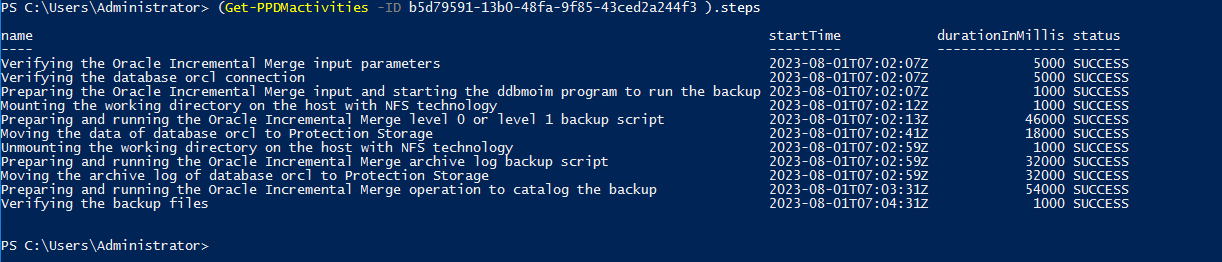 PS C:\Users\Administrator> (Get-PPDMactivities -ID b5d79591-13b0-48fa-9f85-43ced2a244f3 ).steps
name startTime durationInMillis status
---- --------- ---------------- ------
Verifying the Oracle Incremental Merge input parameters 2023-08-01T07:02:07Z 5000 SUCCESS
Verifying the database orcl connection 2023-08-01T07:02:07Z 5000 SUCCESS
Preparing the Oracle Incremental Merge input and starting the ddbmoim program to run the backup 2023-08-01T07:02:07Z 1000 SUCCESS
Mounting the working directory on the host with NFS technology 2023-08-01T07:02:12Z 1000 SUCCESS
Preparing and running the Oracle Incremental Merge level 0 or level 1 backup script 2023-08-01T07:02:13Z 46000 SUCCESS
Moving the data of database orcl to Protection Storage 2023-08-01T07:02:41Z 18000 SUCCESS
Unmounting the working directory on the host with NFS technology 2023-08-01T07:02:59Z 1000 SUCCESS
Preparing and running the Oracle Incremental Merge archive log backup script 2023-08-01T07:02:59Z 32000 SUCCESS
Moving the archive log of database orcl to Protection Storage 2023-08-01T07:02:59Z 32000 SUCCESS
Preparing and running the Oracle Incremental Merge operation to catalog the backup 2023-08-01T07:03:31Z 54000 SUCCESS
Verifying the backup files 2023-08-01T07:04:31Z 1000 SUCCESS
PS C:\Users\Administrator>